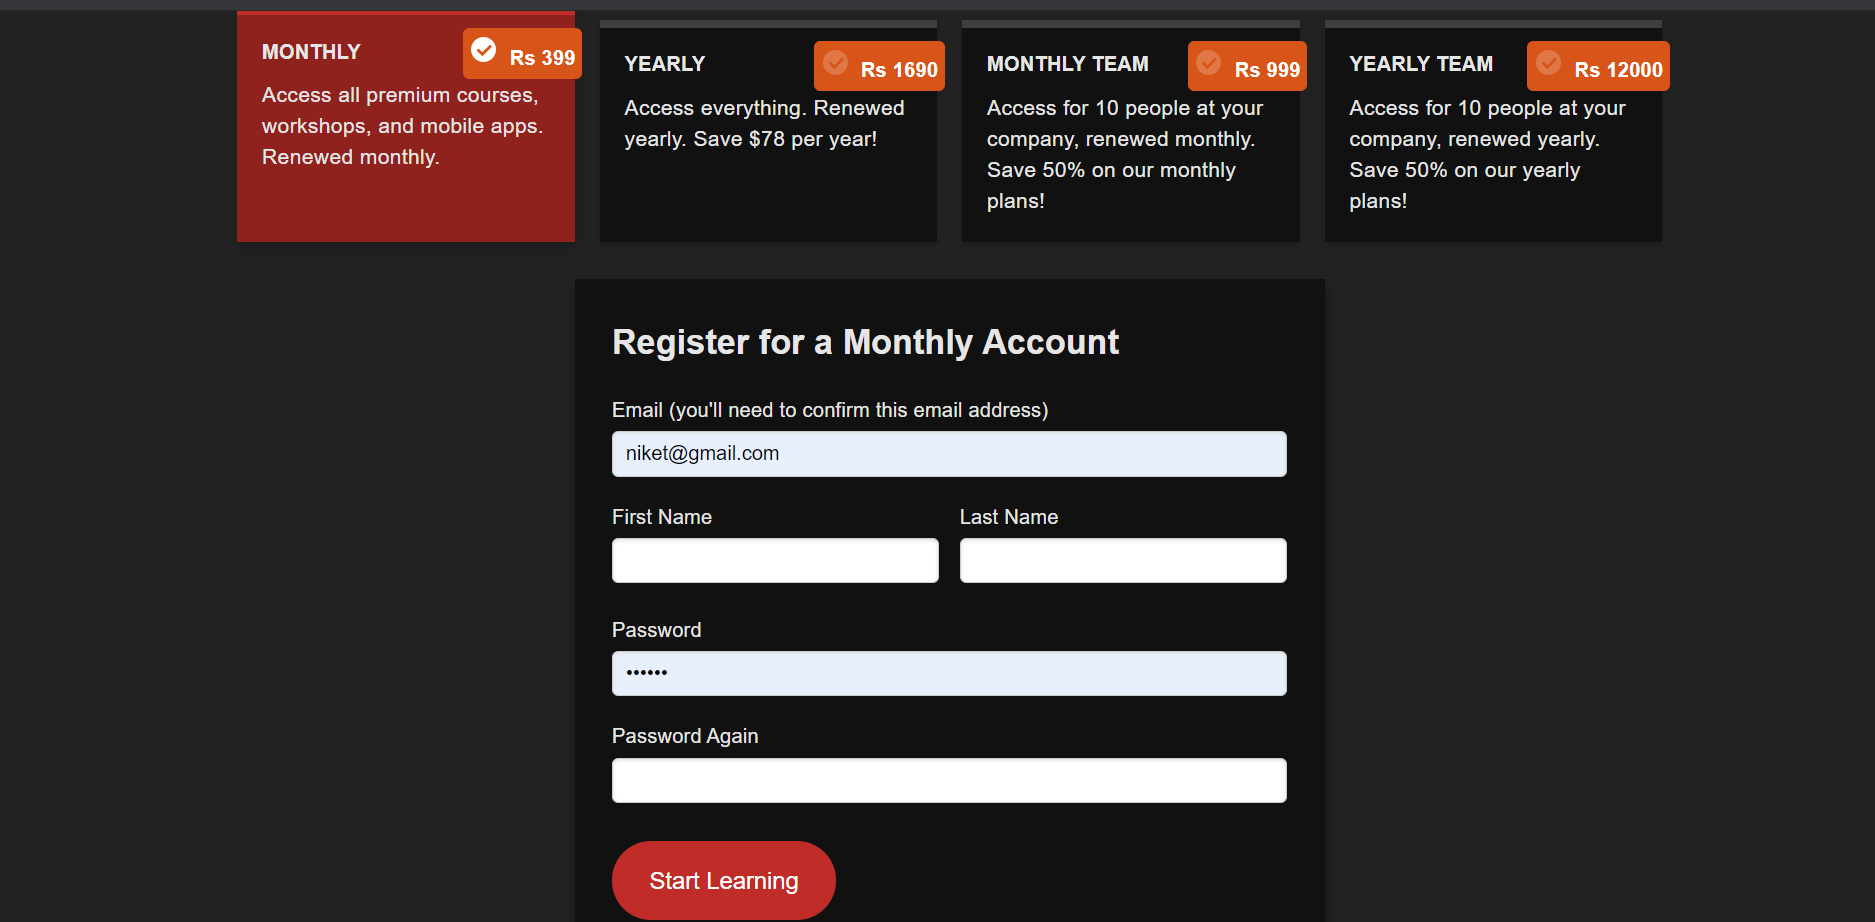 MONTHLY
Rs 399
Access all premium courses,
workshops, and mobile apps.
Renewed monthly.
YEARLY
Rs 1690
Access everything. Renewed
yearly. Save $78 per year!
MONTHLY TEAM
Rs 999
Access for 10 people at your
company, renewed monthly.
Save 50% on our monthly
plans!
YEARLY TEAM
Rs 12000
Access for 10 people at your
company, renewed yearly.
Save 50% on our yearly
plans!
Register for a Monthly Account
Email (you'll need to confirm this email address)
niket@gmail.com
First Name
Last Name
Password
••••••
Password Again
Start Learning